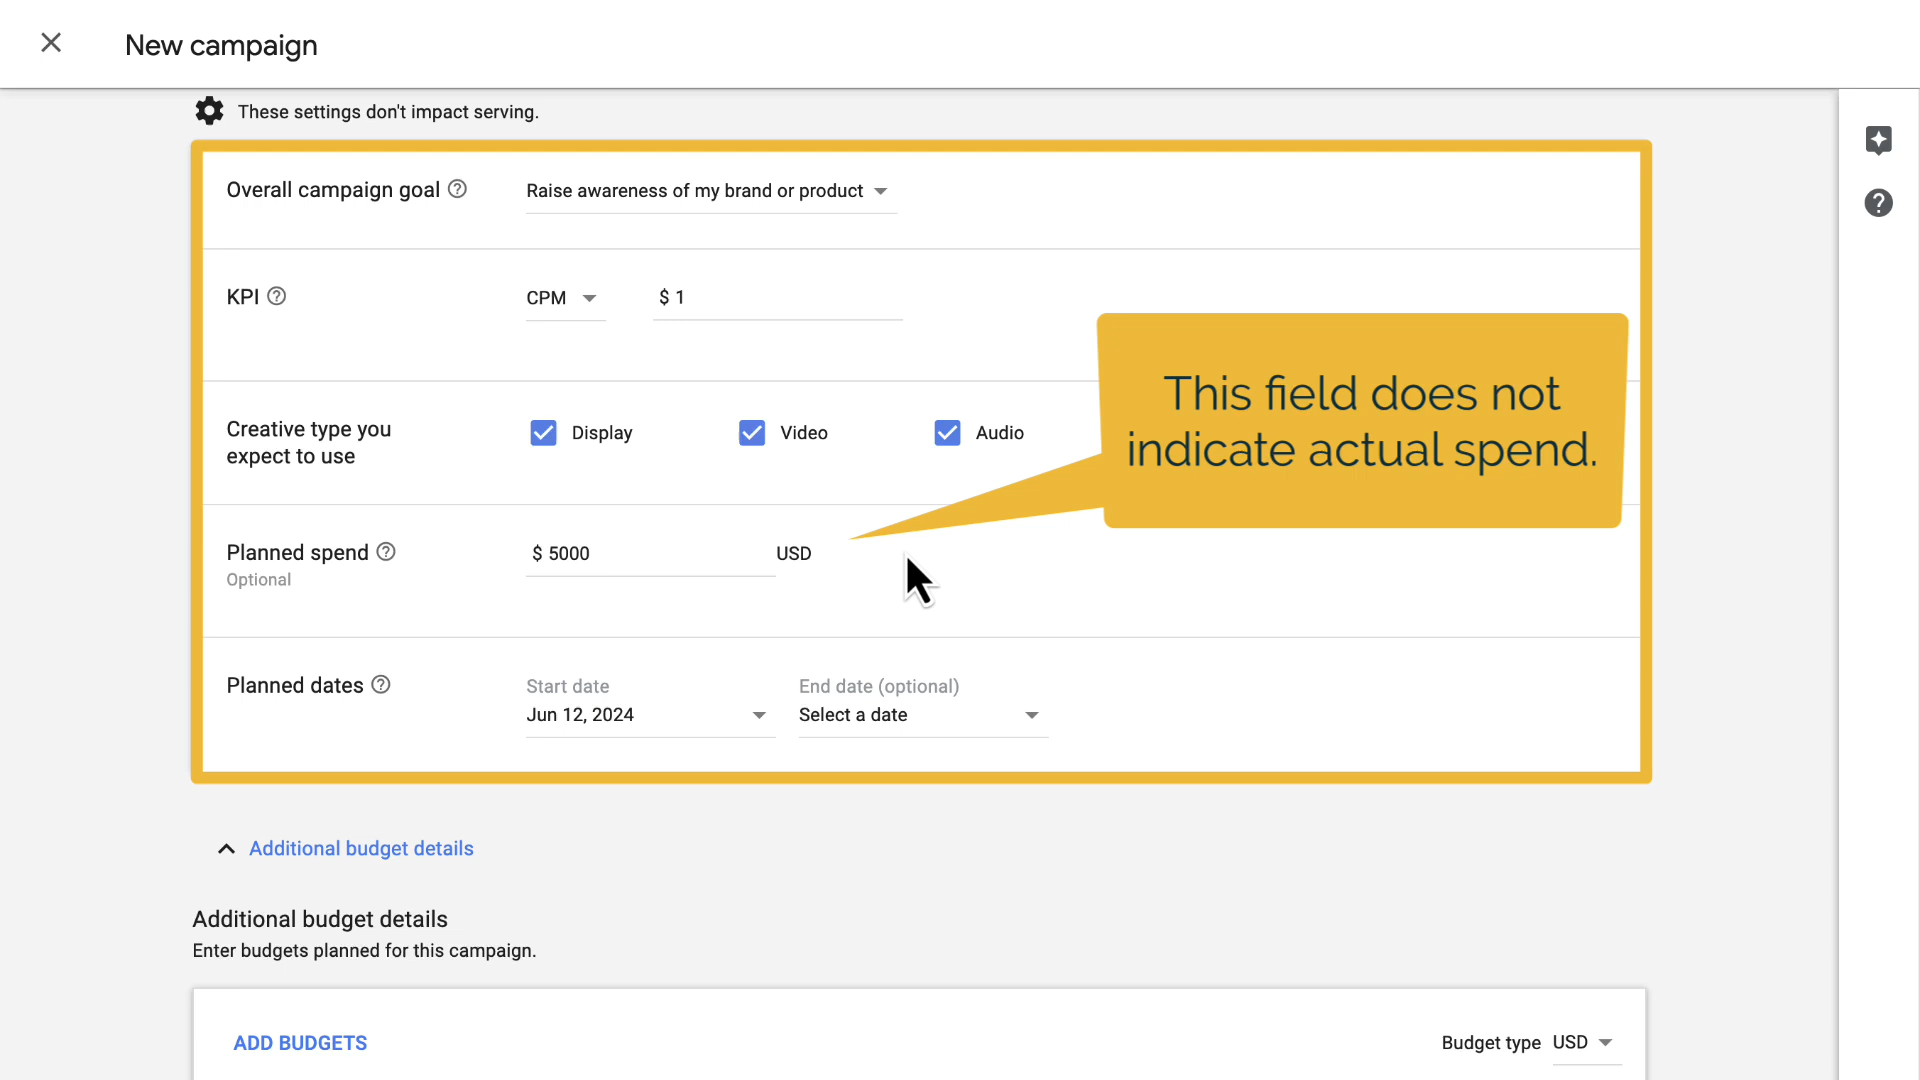 New campaign
These settings don't impact serving.
Overall campaign goal
Raise awareness of my brand or product
KPI
CPM
$ 1
Creative type you
expect to use
Display
Video
Audio
This field does not
indicate actual spend.
Planned spend
Optional
$ 5000
USD
Planned dates
Start date
Jun 12, 2024
End date (optional)
Select a date
Additional budget details
Additional budget details
Enter budgets planned for this campaign.
ADD BUDGETS
Budget type USD